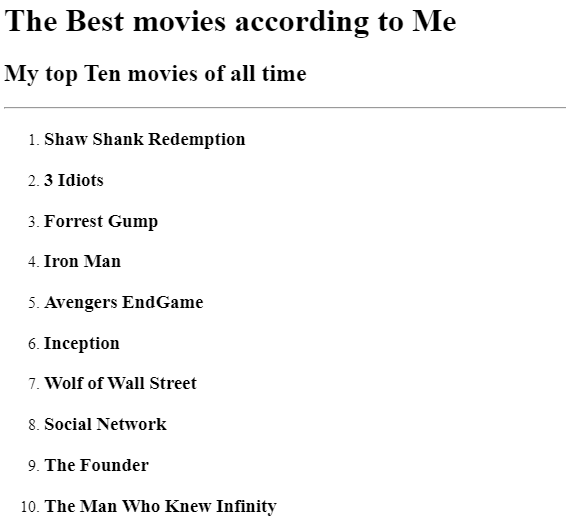 The Best movies according to Me
My top Ten movies of all time
1. Shaw Shank Redemption
2. 3 Idiots
3. Forrest Gump
4. Iron Man
5. Avengers EndGame
6. Inception
7. Wolf of Wall Street
8. Social Network
9. The Founder
10. The Man Who Knew Infinity